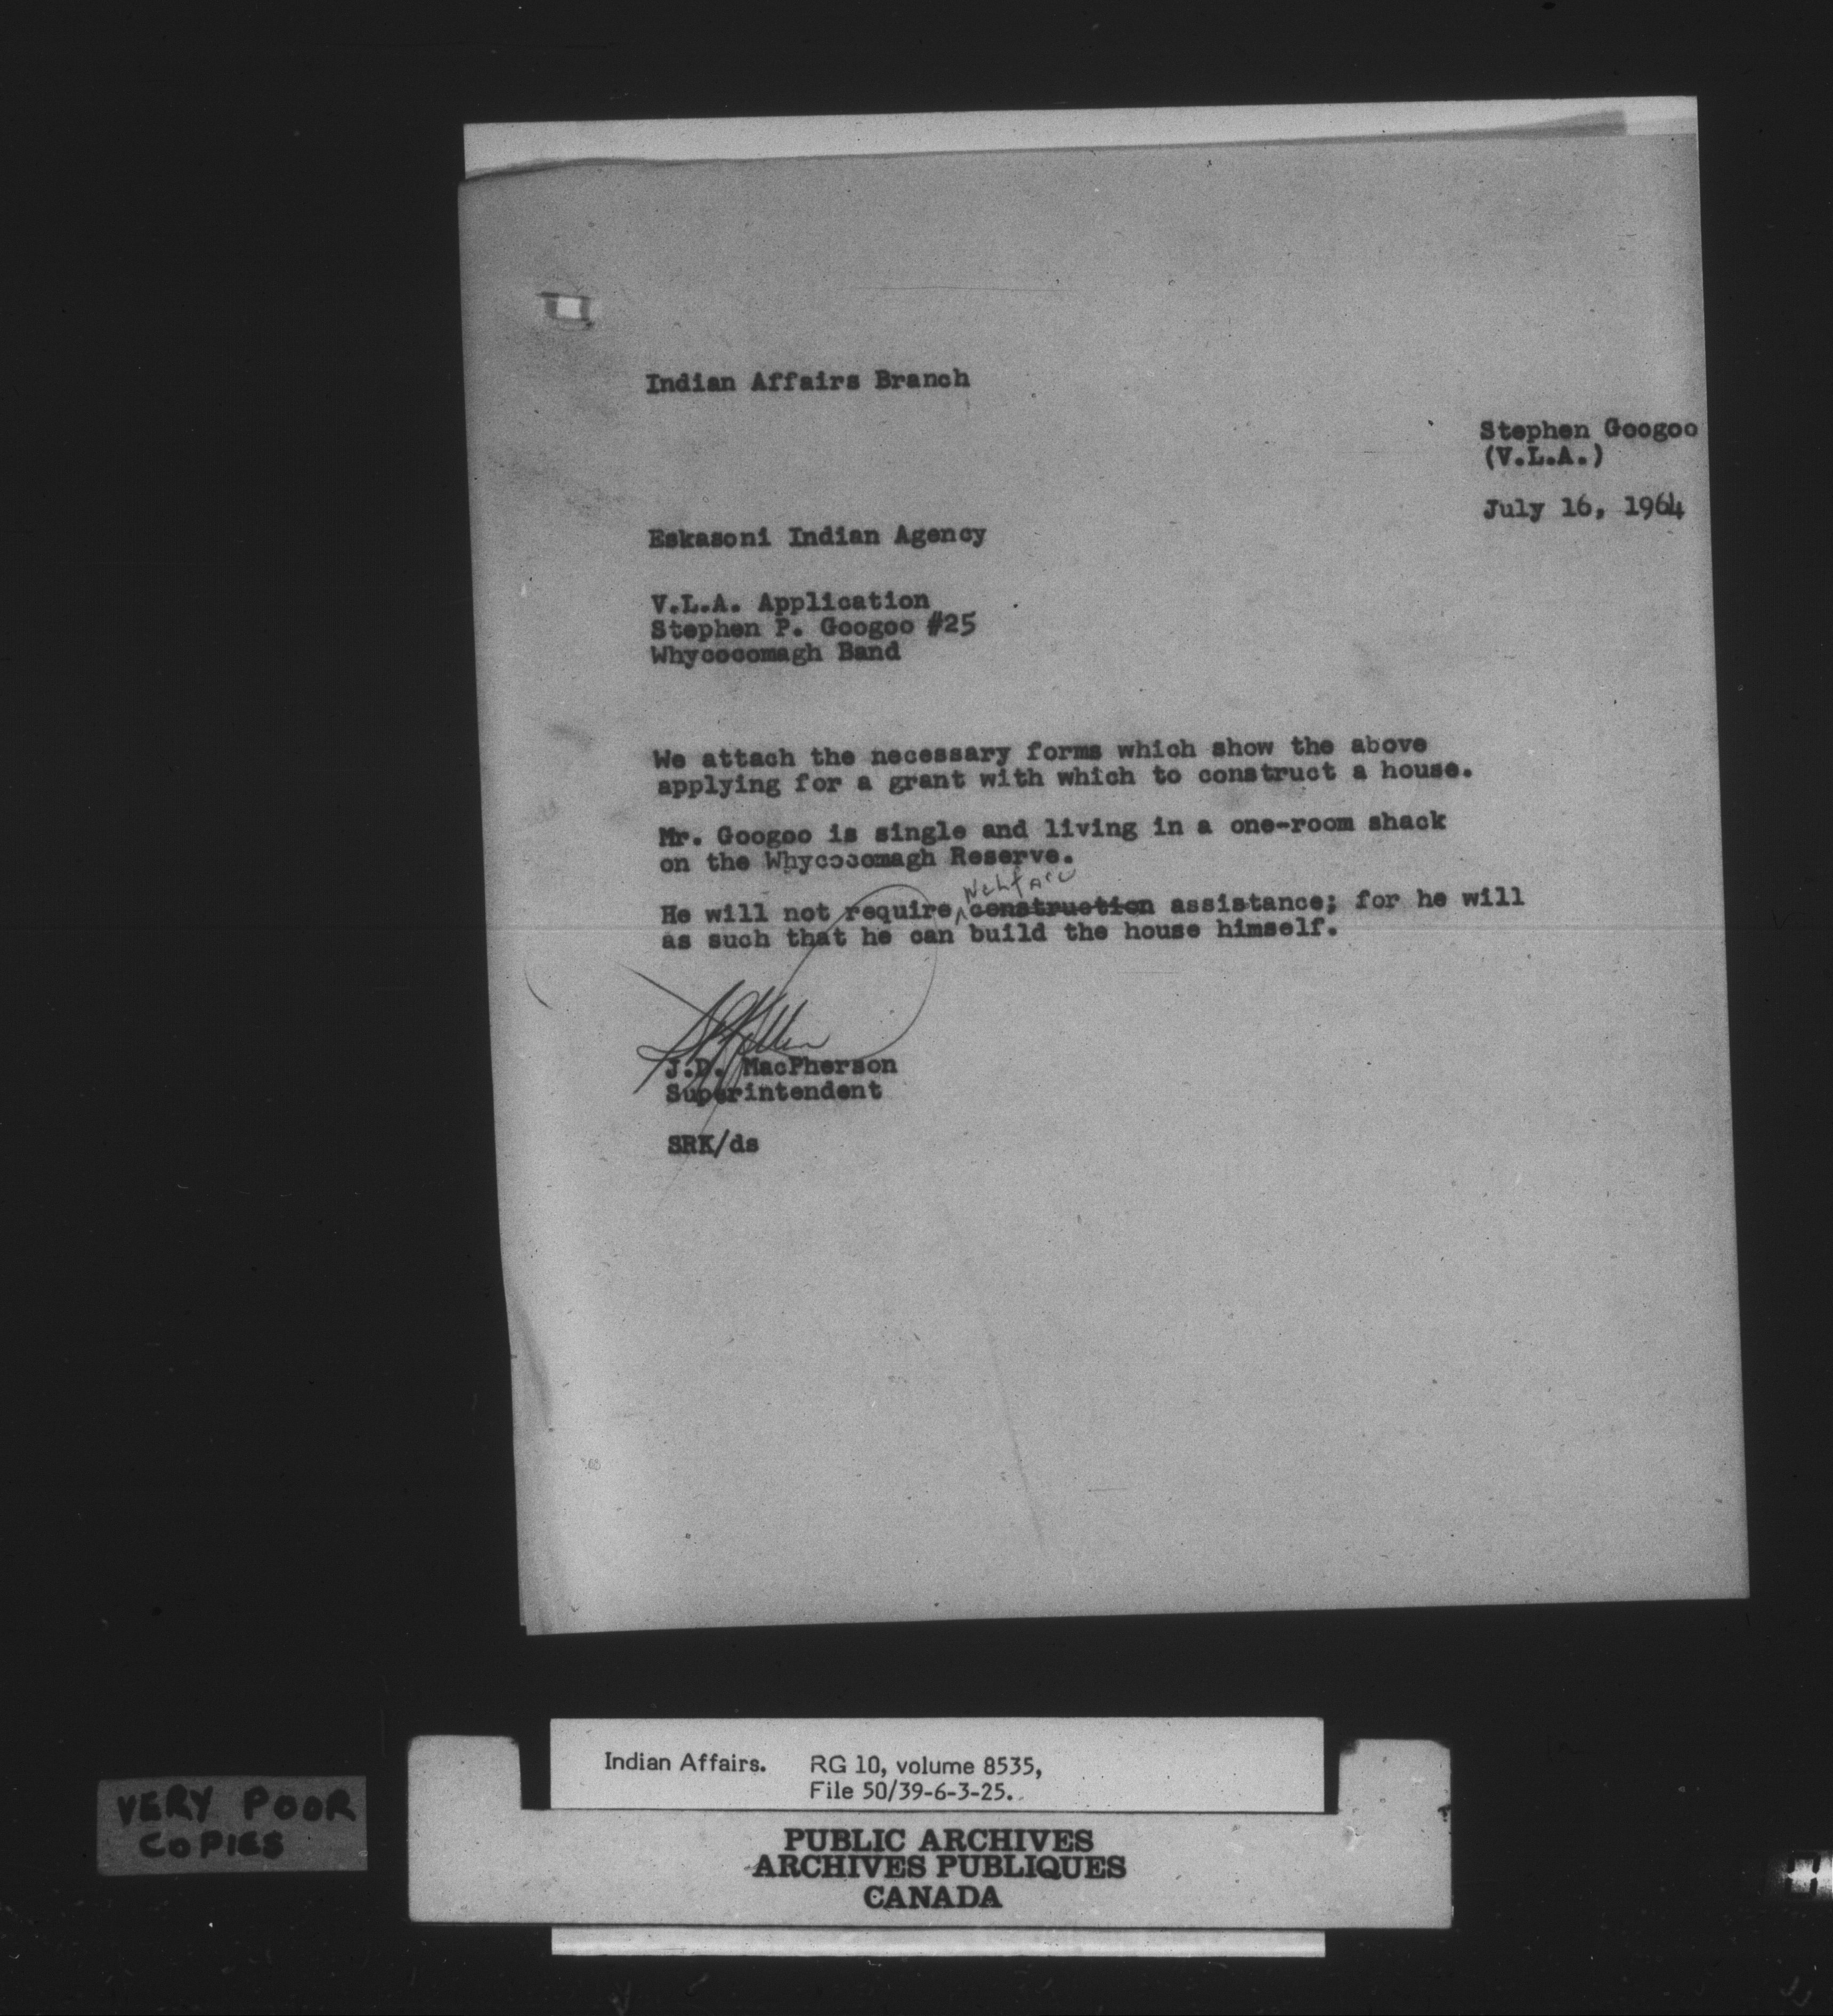 Indian Affairs Branch
Stephen Googoo
(V.L.A.)
July 16, 1964
Eskasoni Indian Agency
V.L.A. Application
Stephen P. Googoo #25
Whycocomagh Band
We attach the necessary forms which show the above
applying for a grant with which to construct a house.
Mr. Googoo is single and living in a one-room shack
on the Whycocomagh Reserve.
Welfare
He will not require construction assistance; for he will
as such that he can build the house himself.
J.D. MacPherson
Superintendent
SRK/ds
Indian Affairs. RG 10, volume 8535,
File 50/39-6-3-25.
VERY POOR
COPIES
PUBLIC ARCHIVES
ARCHIVES PUBLIQUES
CANADA